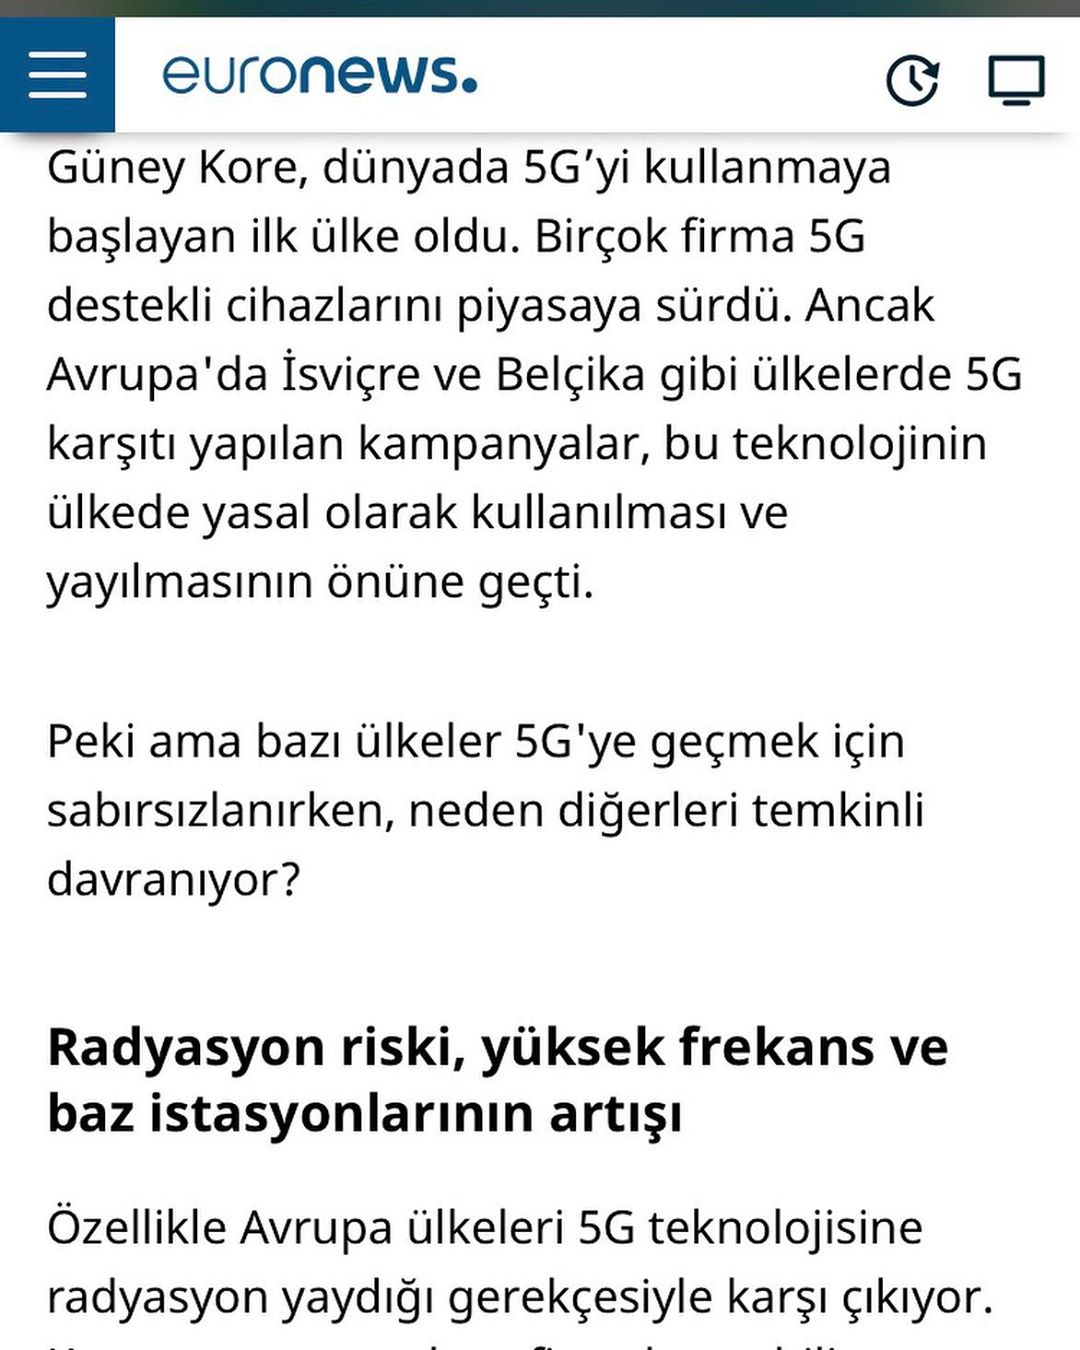 euronews.
Güney Kore, dünyada 5G’yi kullanmaya
başlayan ilk ülke oldu. Birçok firma 5G
destekli cihazlarını piyasaya sürdü. Ancak
Avrupa'da İsviçre ve Belçika gibi ülkelerde 5G
karşıtı yapılan kampanyalar, bu teknolojinin
ülkede yasal olarak kullanılması ve
yayılmasının önüne geçti.
Peki ama bazı ülkeler 5G'ye geçmek için
sabırsızlanırken, neden diğerleri temkinli
davranıyor?
Radyasyon riski, yüksek frekans ve
baz istasyonlarının artışı
Özellikle Avrupa ülkeleri 5G teknolojisine
radyasyon yaydığı gerekçesiyle karşı çıkıyor.